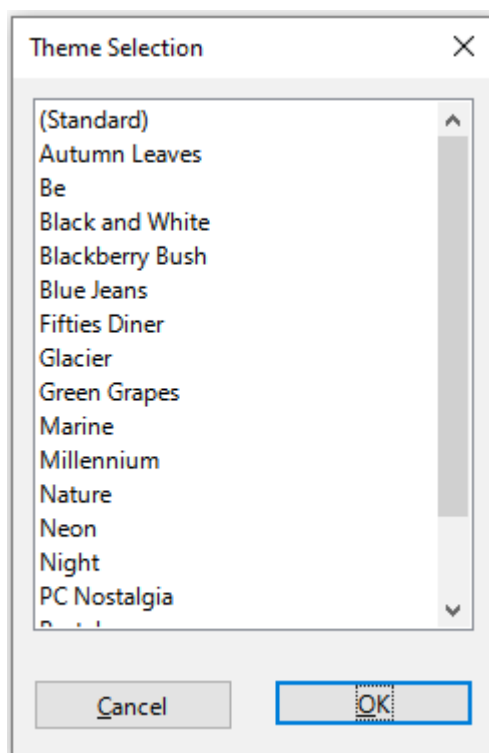 Theme Selection
(Standard)
Autumn Leaves
Be
Black and White
Blackberry Bush
Blue Jeans
Fifties Diner
Glacier
Green Grapes
Marine
Millennium
Nature
Neon
Night
PC Nostalgia
Cancel
OK